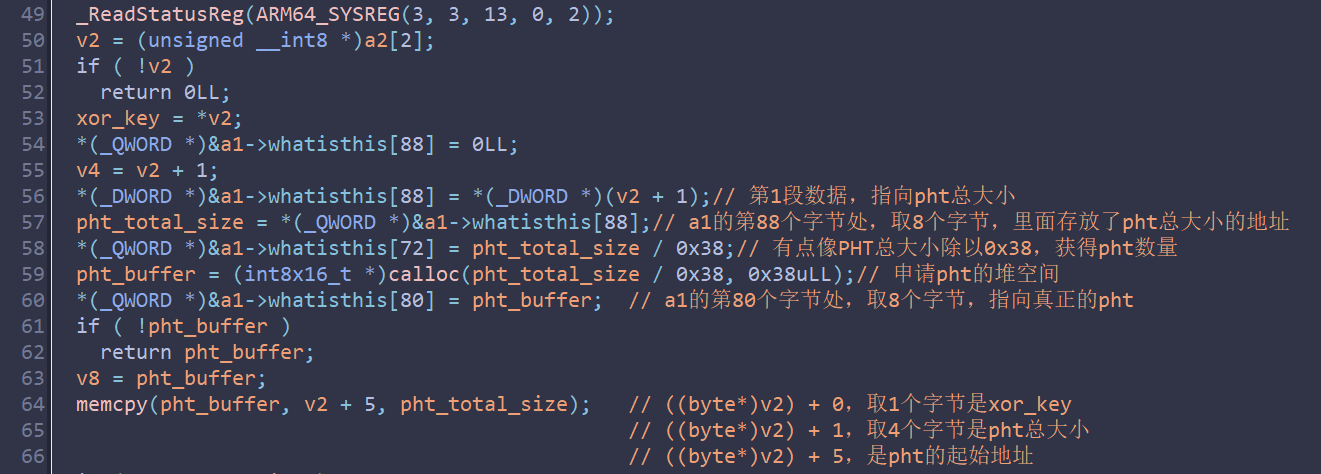 49 _ReadStatusReg(ARM64_SYSREG(3, 3, 13, 0, 2));
50 v2 = (unsigned __int8 *)a2[2];
51 if ( !v2 )
52 return 0LL;
53 xor_key = *v2;
54 *(_QWORD *)&a1->whatisthis[88] = 0LL;
55 v4 = v2 + 1;
56 *(_DWORD *)&a1->whatisthis[88] = *(_DWORD *)(v2 + 1);// 第1段数据，指向pht总大小
57 pht_total_size = *(_QWORD *)&a1->whatisthis[88];// a1的第88个字节处，取8个字节，里面存放了pht总大小的地址
58 *(_QWORD *)&a1->whatisthis[72] = pht_total_size / 0x38;// 有点像PHT总大小除以0x38，获得pht数量
59 pht_buffer = (int8x16_t *)calloc(pht_total_size / 0x38, 0x38uLL);// 申请pht的堆空间
60 *(_QWORD *)&a1->whatisthis[80] = pht_buffer; // a1的第80个字节处，取8个字节，指向真正的pht
61 if ( !pht_buffer )
62 return pht_buffer;
63 v8 = pht_buffer;
64 memcpy(pht_buffer, v2 + 5, pht_total_size); // ((byte*)v2) + 0，取1个字节是xor_key
65 // ((byte*)v2) + 1，取4个字节是pht总大小
66 // ((byte*)v2) + 5，是pht的起始地址